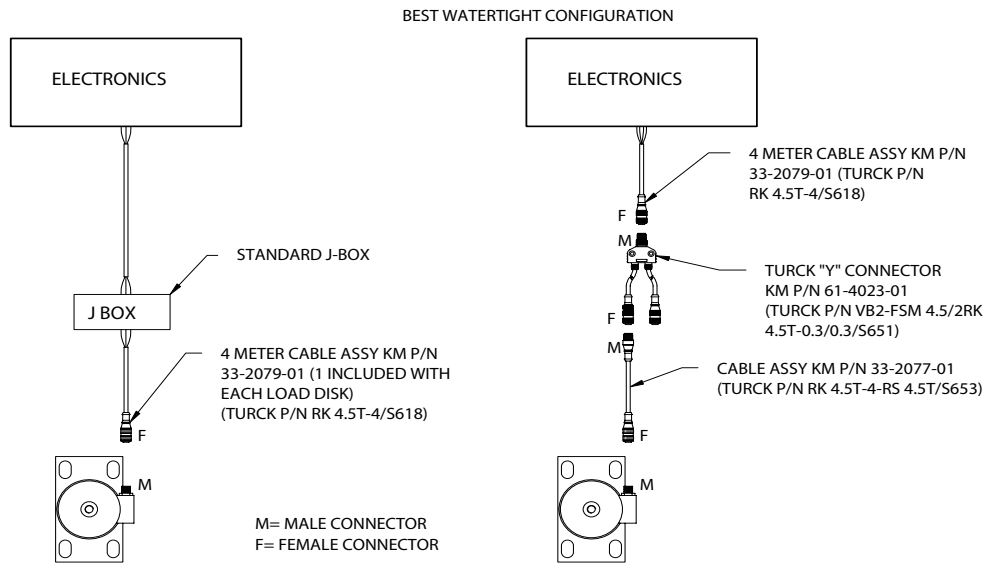 BEST WATERTIGHT CONFIGURATION
ELECTRONICS
STANDARD J-BOX
J BOX
4 METER CABLE ASSY KM P/N
33-2079-01 (1 INCLUDED WITH
EACH LOAD DISK)
(TURCK P/N RK 4.5T-4/S618)
F
M
M= MALE CONNECTOR
F= FEMALE CONNECTOR
ELECTRONICS
4 METER CABLE ASSY KM P/N
33-2079-01 (TURCK P/N
RK 4.5T-4/S618)
F
M
TURCK "Y" CONNECTOR
KM P/N 61-4023-01
(TURCK P/N VB2-FSM 4.5/2RK
4.5T-0.3/0.3/S651)
F
M
CABLE ASSY KM P/N 33-2077-01
(TURCK P/N RK 4.5T-4-RS 4.5T/S653)
F
M